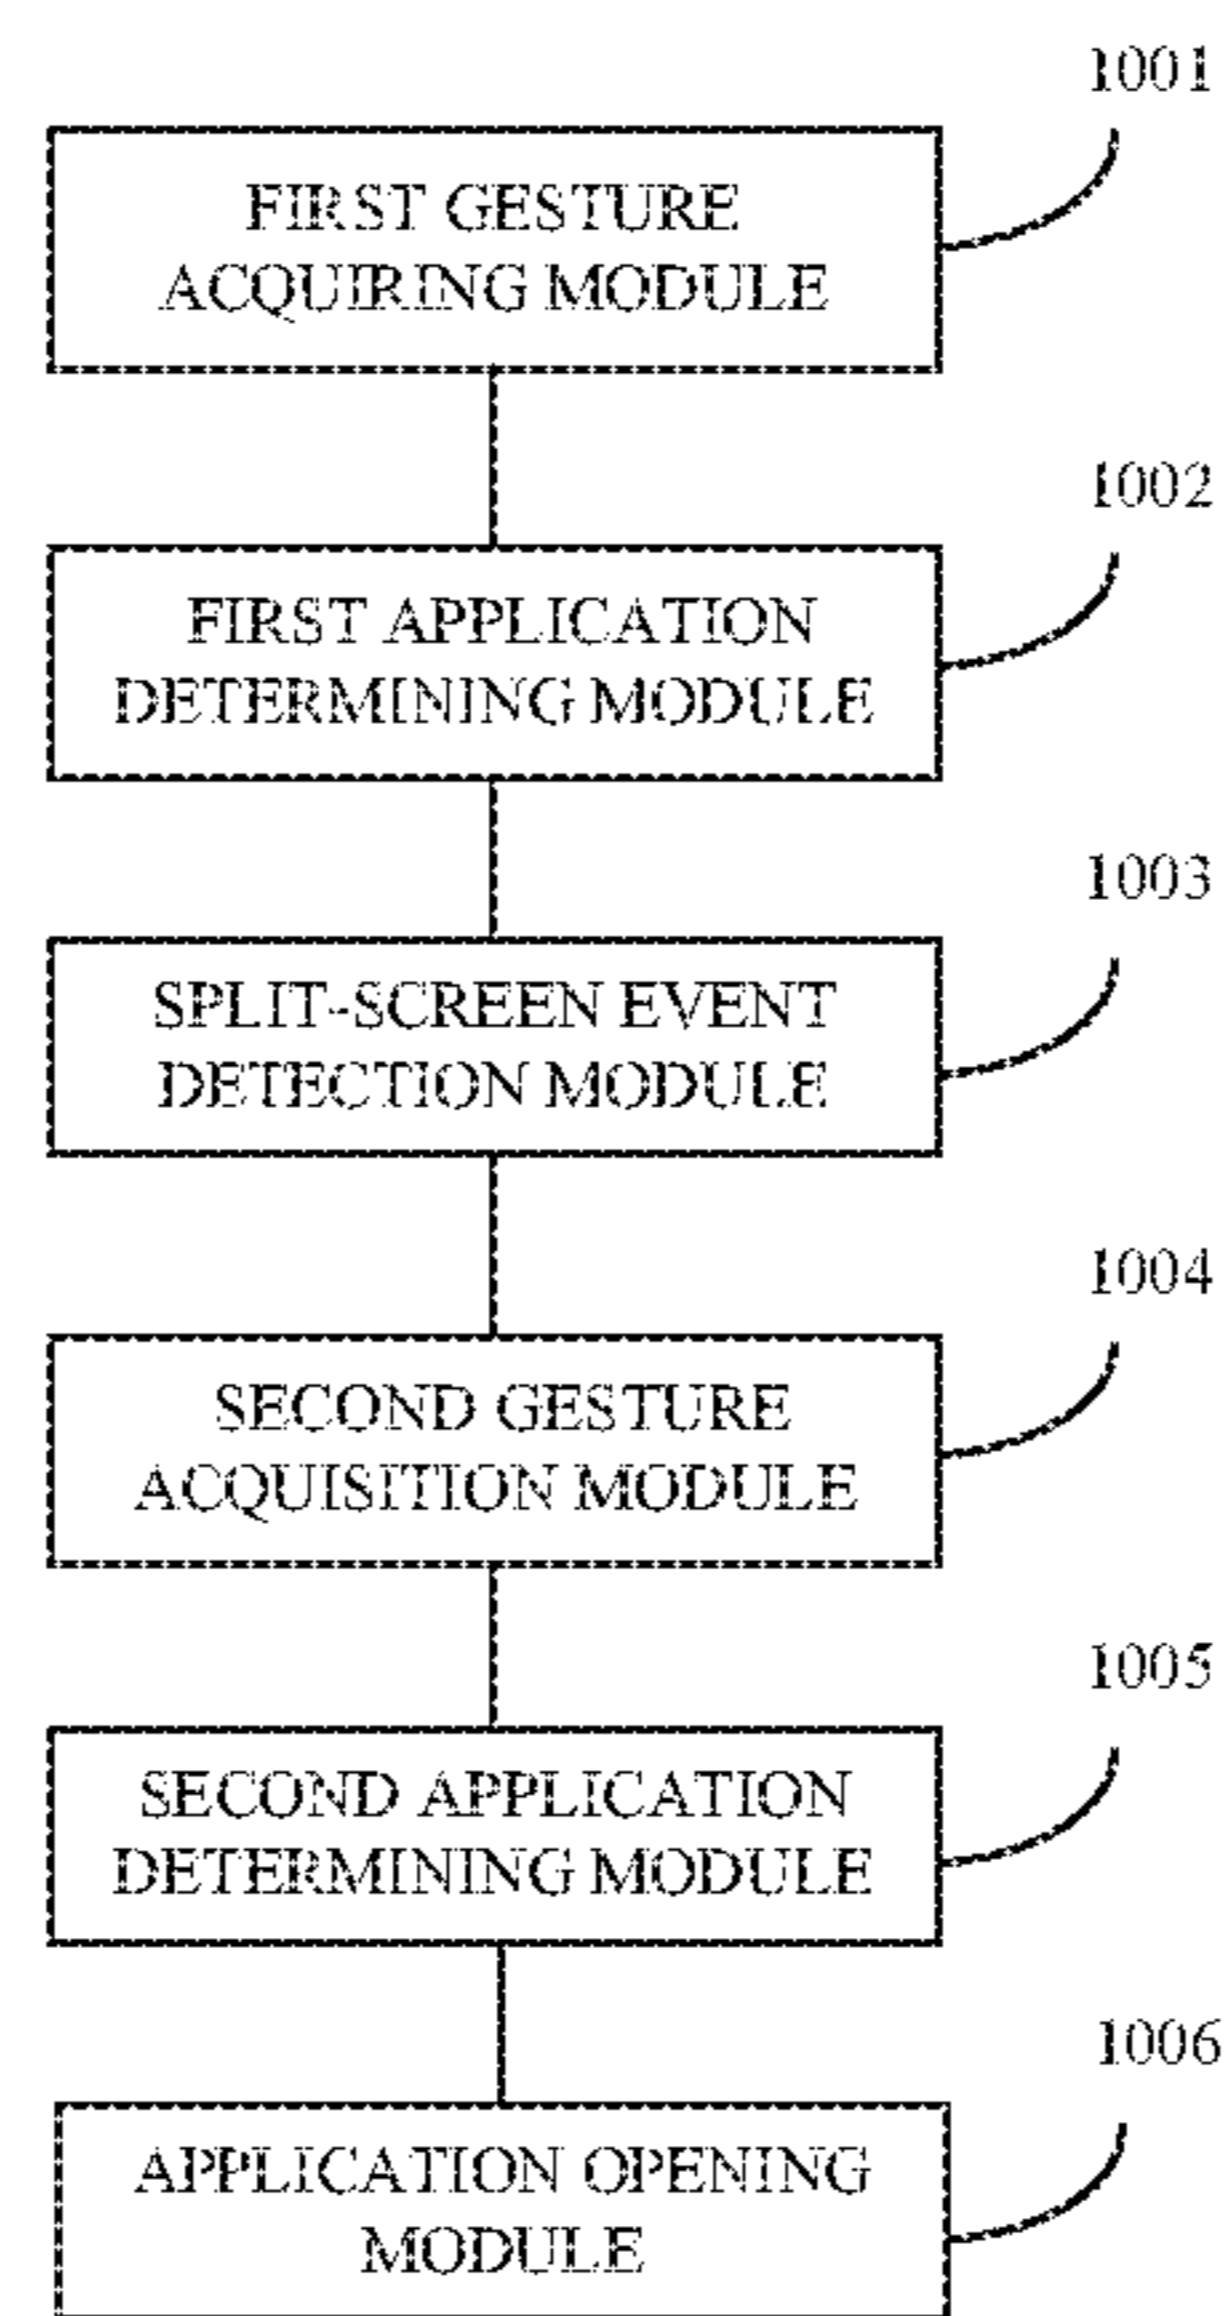 1001
FIRST GESTURE
ACQUIRING MODULE
1002
FIRST APPLICATION
DETERMINING MODULE
1003
SPLIT-SCREEN EVENT
DETECTION MODULE
1004
SECOND GESTURE
ACQUISITION MODULE
1005
SECOND APPLICATION
DETERMINING MODULE
1006
APPLICATION OPENING
MODULE